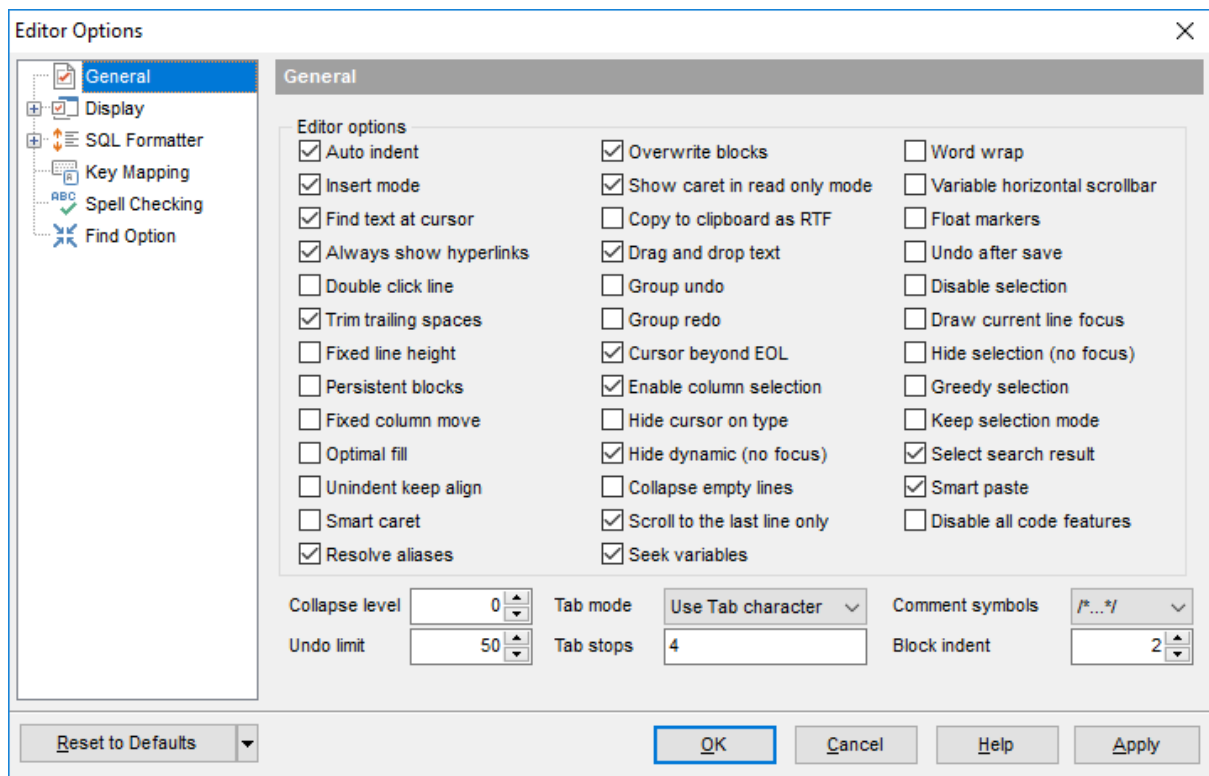 Editor Options
General
Display
SQL Formatter
Key Mapping
ABC
Spell Checking
Find Option
General
Editor options
Auto indent
Insert mode
Find text at cursor
Always show hyperlinks
Double click line
Trim trailing spaces
Fixed line height
Persistent blocks
Fixed column move
Optimal fill
Unindent keep align
Smart caret
Resolve aliases
Overwrite blocks
Show caret in read only mode
Copy to clipboard as RTF
Drag and drop text
Group undo
Group redo
Cursor beyond EOL
Enable column selection
Hide cursor on type
Hide dynamic (no focus)
Collapse empty lines
Scroll to the last line only
Seek variables
Word wrap
Variable horizontal scrollbar
Float markers
Undo after save
Disable selection
Draw current line focus
Hide selection (no focus)
Greedy selection
Keep selection mode
Select search result
Smart paste
Disable all code features
Collapse level 0 Tab mode Use Tab character Comment symbols /*...*/
Undo limit 50 Tab stops 4 Block indent 2
Reset to Defaults OK Cancel Help Apply